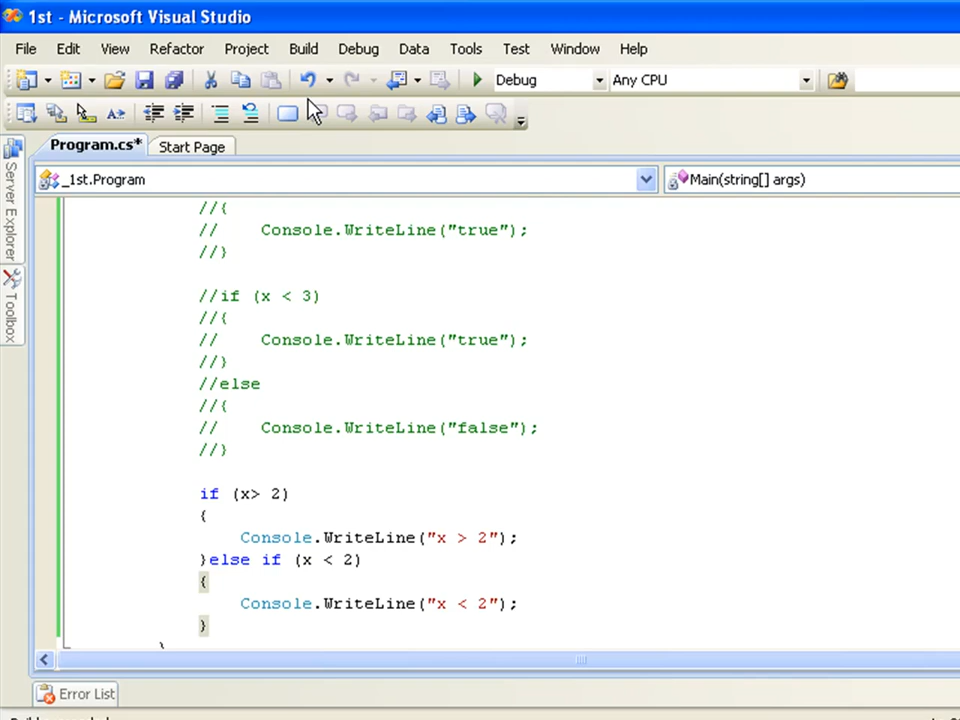 1st - Microsoft Visual Studio
File Edit View Refactor Project Build Debug Data Tools Test Window Help
Debug Any CPU
Program.cs* Start Page
_1st.Program Main(string[] args)
Server Explorer
Toolbox
//{
//    Console.WriteLine("true");
//}
//if (x < 3)
//{
//    Console.WriteLine("true");
//}
//else
//{
//    Console.WriteLine("false");
//}
if (x> 2)
{
Console.WriteLine("x > 2");
}else if (x < 2)
{
Console.WriteLine("x < 2");
}
Error List